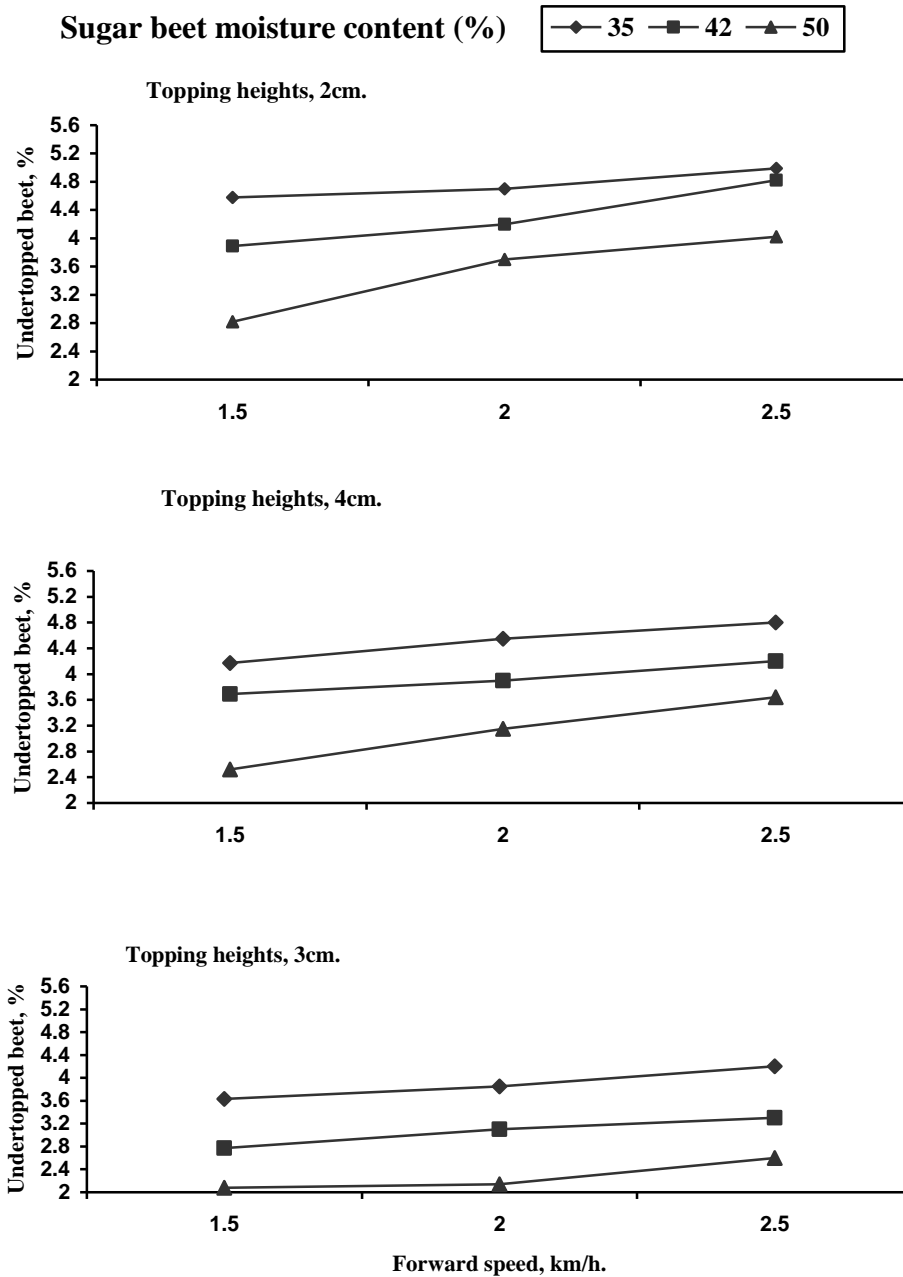 Sugar beet moisture content (%) 35 42 50
Topping heights, 2cm.
Undertopped beet, %
5.6
5.2
4.8
4.4
4
3.6
3.2
2.8
2.4
2
1.5 2 2.5
Topping heights, 4cm.
Undertopped beet, %
5.6
5.2
4.8
4.4
4
3.6
3.2
2.8
2.4
2
1.5 2 2.5
Topping heights, 3cm.
Undertopped beet, %
5.6
5.2
4.8
4.4
4
3.6
3.2
2.8
2.4
2
1.5 2 2.5
Forward speed, km/h.